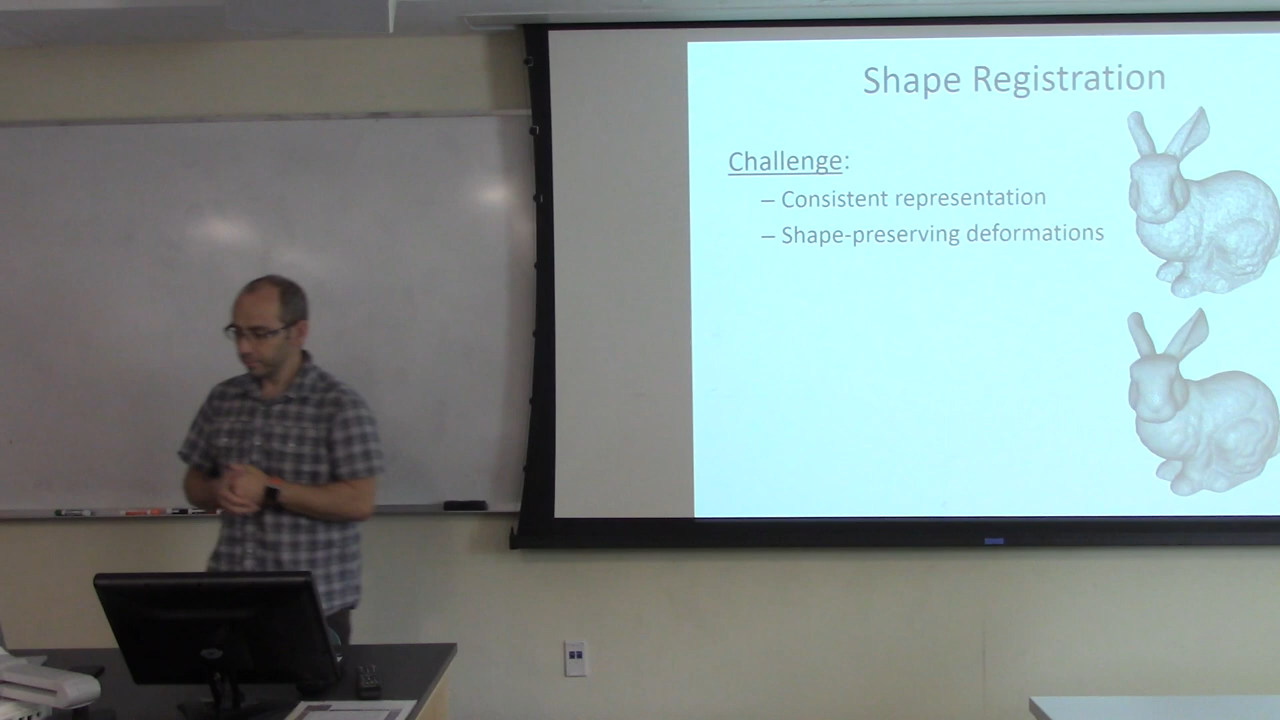 Shape Registration
Challenge:
– Consistent representation
– Shape-preserving deformations